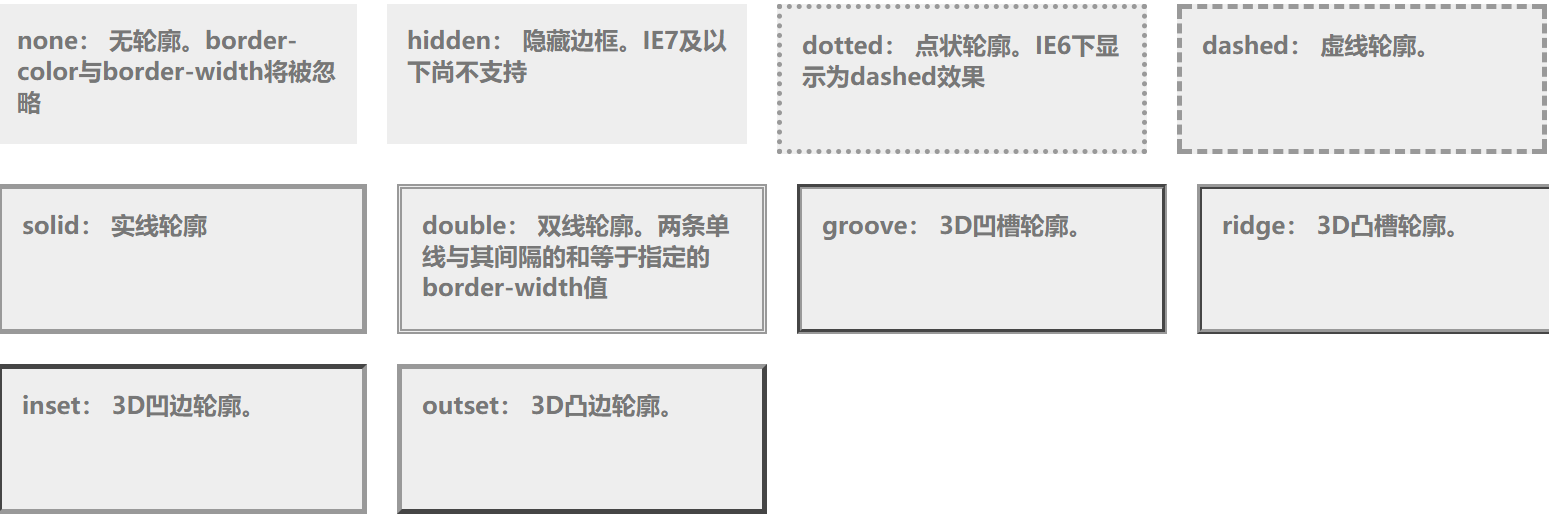 none： 无轮廓。border-
color与border-width将被忽
略
hidden： 隐藏边框。IE7及以
下尚不支持
dotted： 点状轮廓。IE6下显
示为dashed效果
dashed： 虚线轮廓。
solid： 实线轮廓
double： 双线轮廓。两条单
线与其间隔的和等于指定的
border-width值
groove： 3D凹槽轮廓。
ridge： 3D凸槽轮廓。
inset： 3D凹边轮廓。
outset： 3D凸边轮廓。